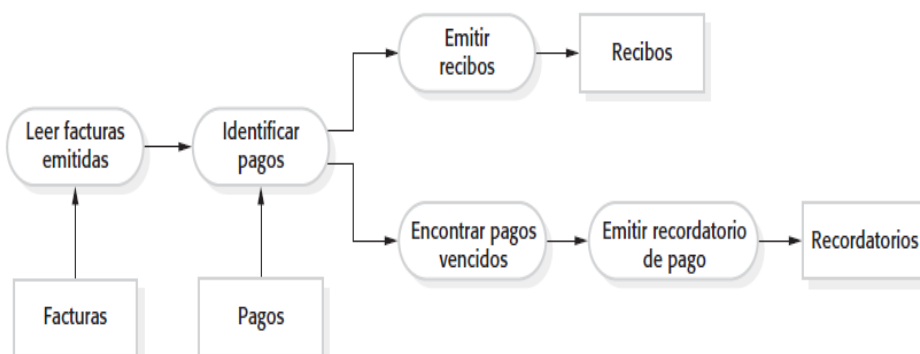 Emitir
recibos
Recibos
Leer facturas
emitidas
Identificar
pagos
Encontrar pagos
vencidos
Emitir recordatorio
de pago
Recordatorios
Facturas
Pagos